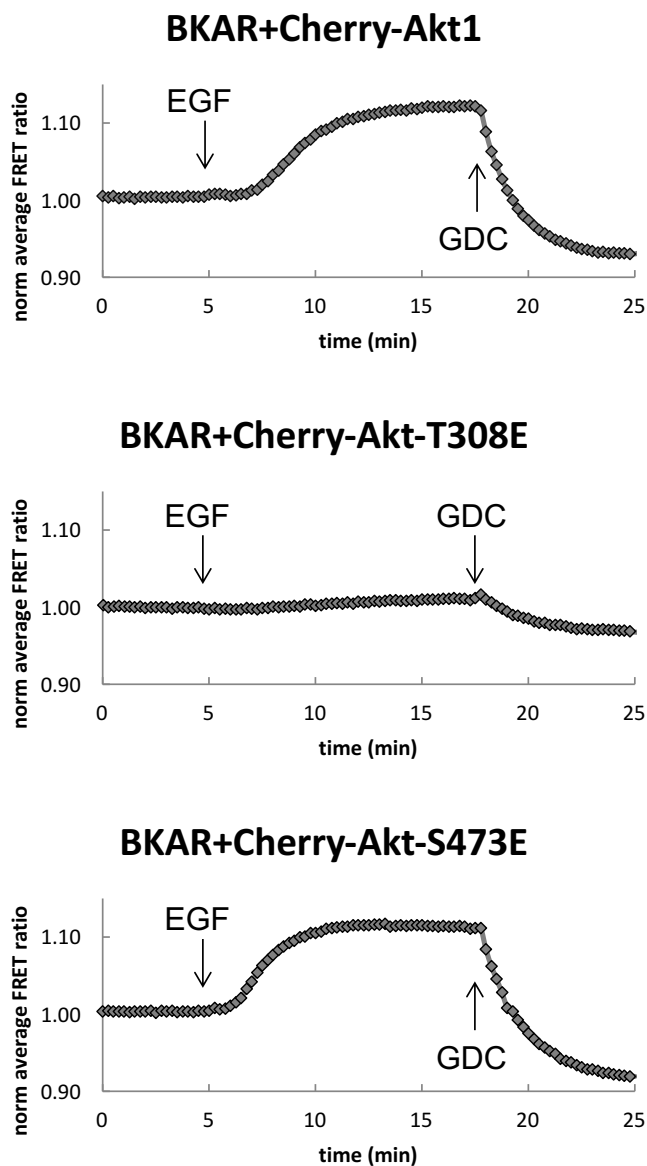 BKAR+Cherry-Akt1
EGF
GDC
norm average FRET ratio
1.10
1.00
0.90
0 5 10 15 20 25
time (min)
BKAR+Cherry-Akt-T308E
EGF GDC
norm average FRET ratio
1.10
1.00
0.90
0 5 10 15 20 25
time (min)
BKAR+Cherry-Akt-S473E
EGF
GDC
norm average FRET ratio
1.10
1.00
0.90
0 5 10 15 20 25
time (min)